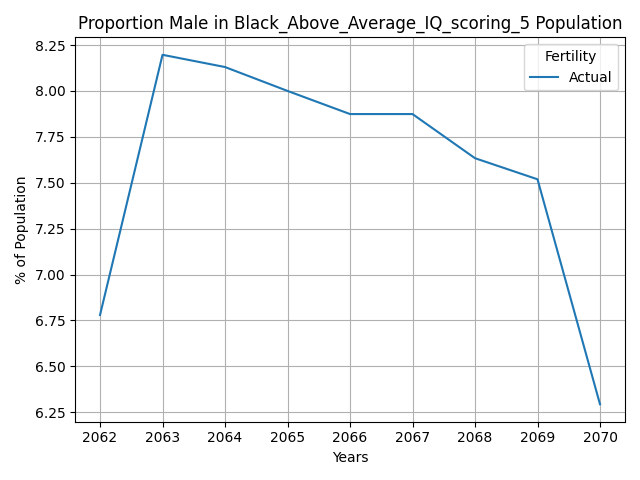 Proportion Male in Black_Above_Average_IQ_scoring_5 Population
Fertility
Actual
8.25
8.00
7.75
7.50
7.25
7.00
6.75
6.50
6.25
% of Population
2062 2063 2064 2065 2066 2067 2068 2069 2070
Years